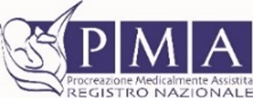 PMA
Procreazione Medicalmente Assistita
REGISTRO NAZIONALE